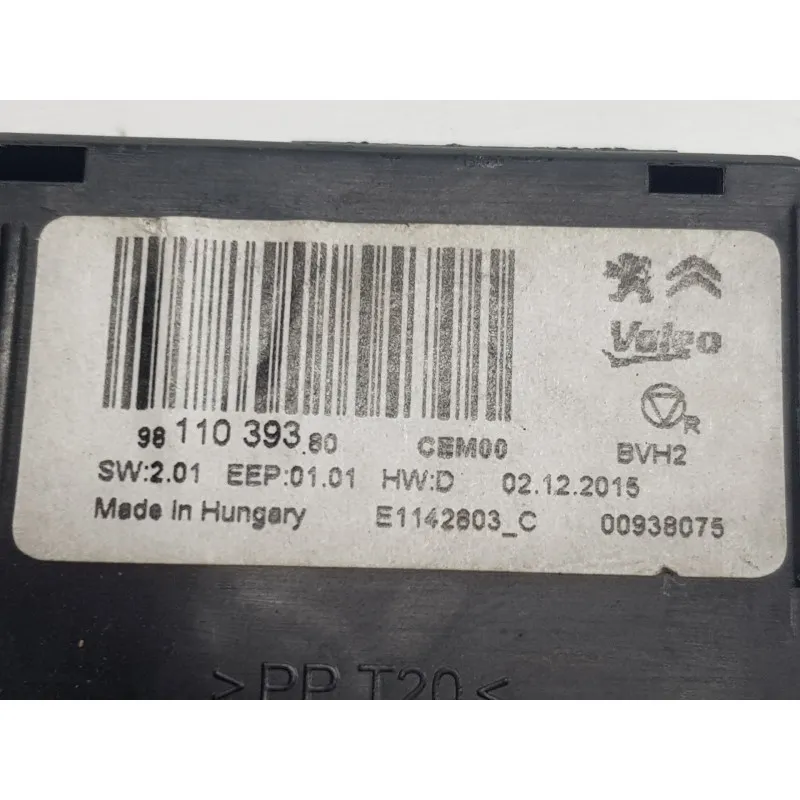 Valeo
R
98 110 393.80 CEM00 BVH2
SW:2.01 EEP:01.01 HW:D 02.12.2015
Made in Hungary E1142803_C 00938075
>PP T20<